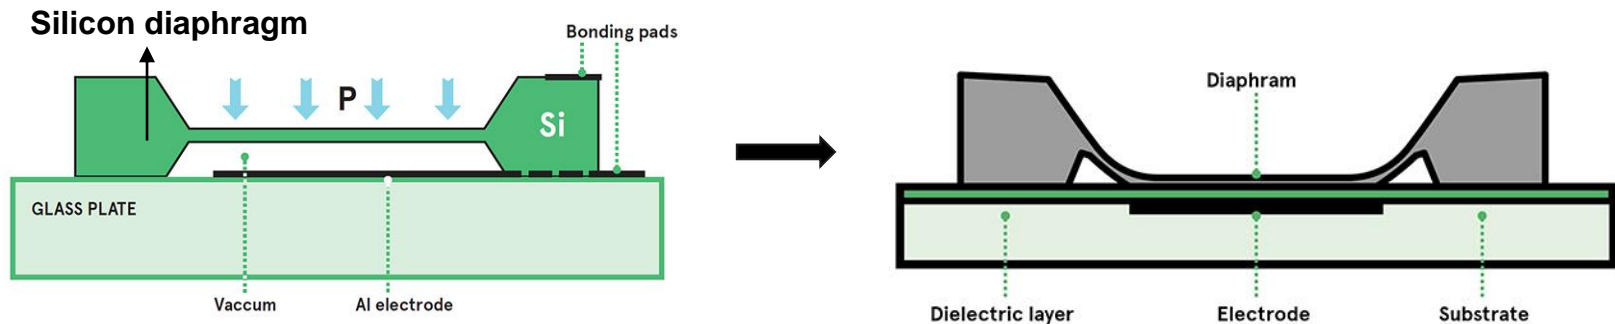 Silicon diaphragm
Bonding pads
P
Si
GLASS PLATE
Vaccum
Al electrode
Diaphram
Dielectric layer
Electrode
Substrate